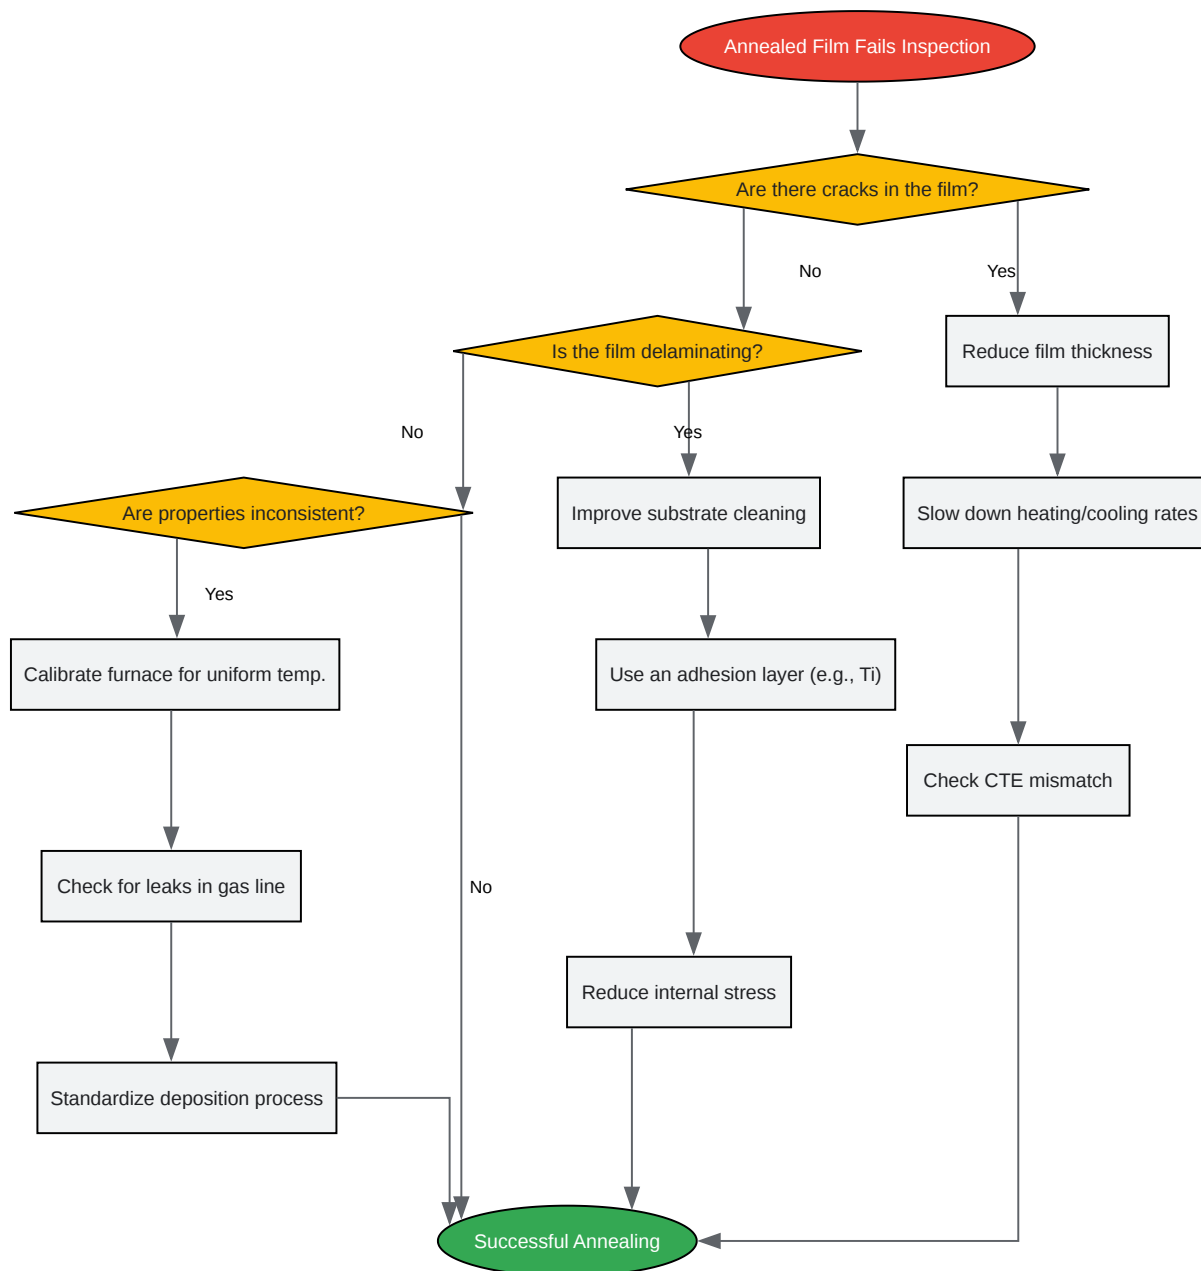 Annealed Film Fails Inspection
Are there cracks in the film?
No
Yes
Is the film delaminating?
Reduce film thickness
No
Yes
Are properties inconsistent?
Improve substrate cleaning
Slow down heating/cooling rates
Yes
Calibrate furnace for uniform temp.
Use an adhesion layer (e.g., Ti)
Check CTE mismatch
Check for leaks in gas line
No
Reduce internal stress
Standardize deposition process
Successful Annealing